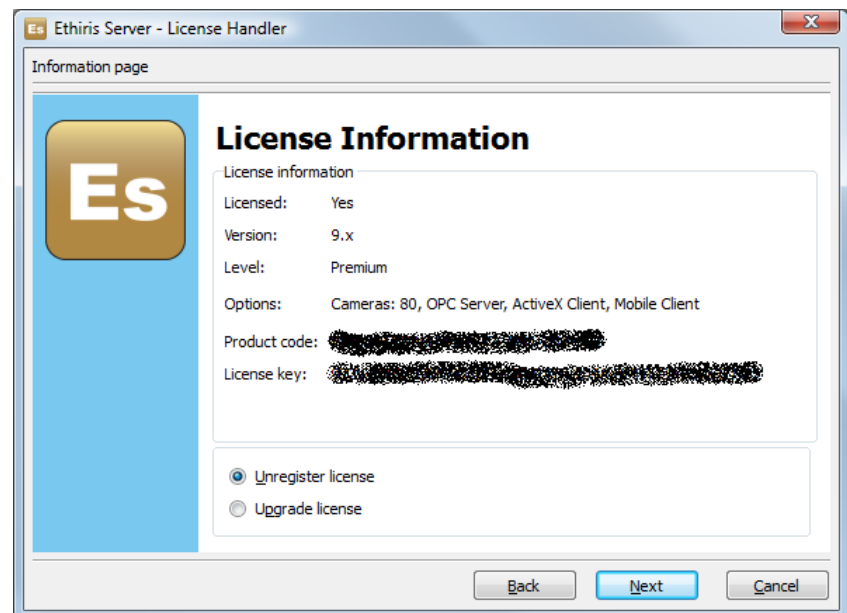 Es Ethiris Server - License Handler
Information page
Es
License Information
License information
Licensed: Yes
Version: 9.x
Level: Premium
Options: Cameras: 80, OPC Server, ActiveX Client, Mobile Client
Product code:
License key:
Unregister license
Upgrade license
Back Next Cancel